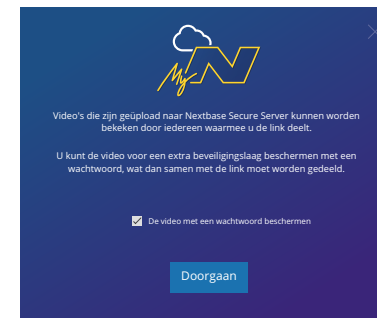 My N
Video's die zijn geüpload naar Nextbase Secure Server kunnen worden
bekeken door iedereen waarmee u de link deelt.
U kunt de video voor een extra beveiligingslaag beschermen met een
wachtwoord, wat dan samen met de link moet worden gedeeld.
De video met een wachtwoord beschermen
Doorgaan